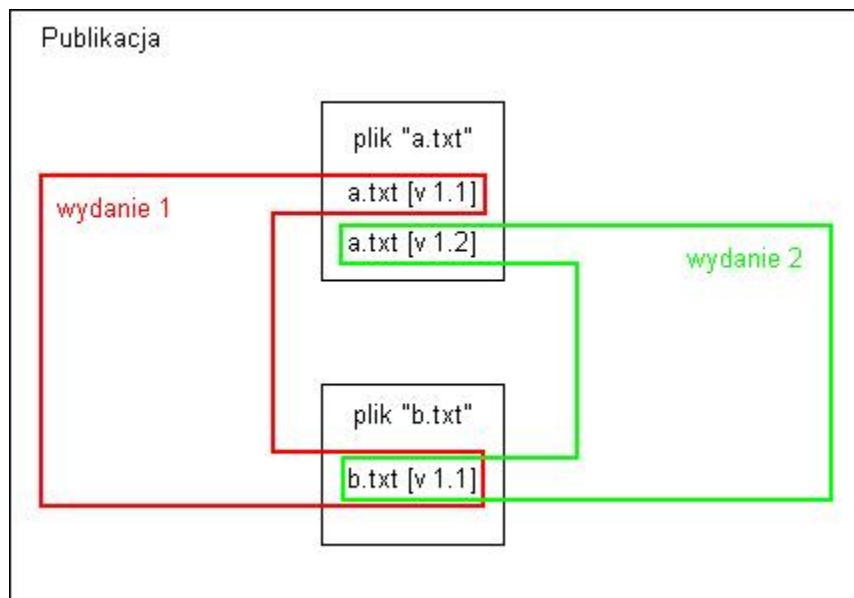 Publikacja
plik "a.txt"
a.txt [v 1.1]
wydanie 1
a.txt [v 1.2]
wydanie 2
plik "b.txt"
b.txt [v 1.1]